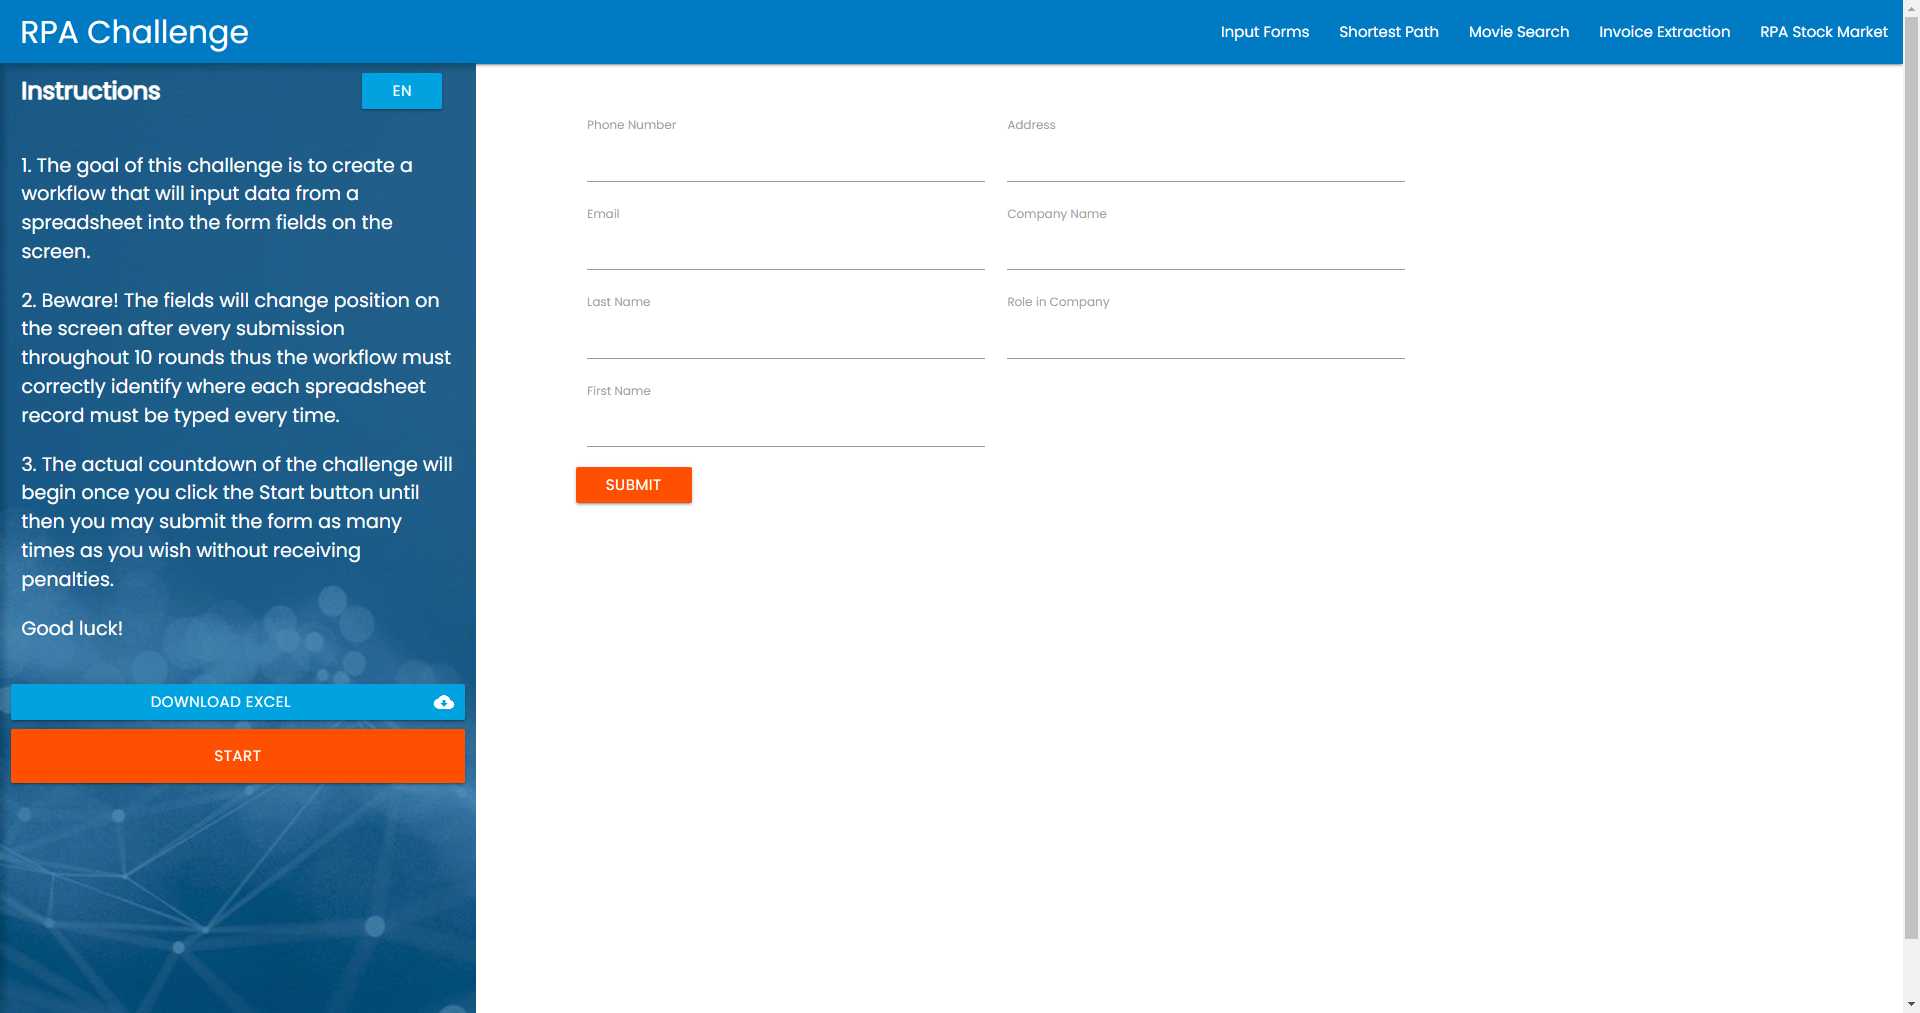 RPA Challenge
Input Forms
Shortest Path
Movie Search
Invoice Extraction
RPA Stock Market
Instructions
EN
1. The goal of this challenge is to create a
workflow that will input data from a
spreadsheet into the form fields on the
screen.
2. Beware! The fields will change position on
the screen after every submission
throughout 10 rounds thus the workflow must
correctly identify where each spreadsheet
record must be typed every time.
3. The actual countdown of the challenge will
begin once you click the Start button until
then you may submit the form as many
times as you wish without receiving
penalties.
Good luck!
DOWNLOAD EXCEL
START
Phone Number
Address
Email
Company Name
Last Name
Role in Company
First Name
SUBMIT